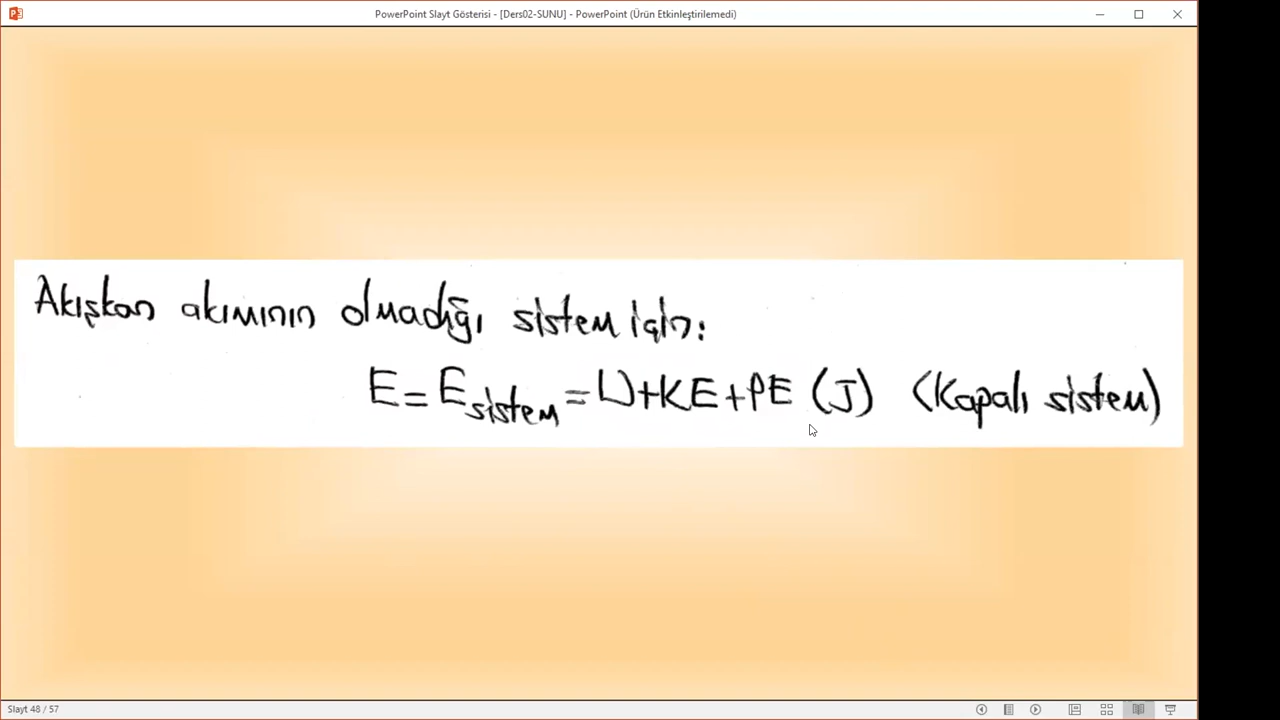 PowerPoint Slayt Gösterisi - [Ders02-SUNU] - PowerPoint (Ürün Etkinleştirilemedi)
Akışkan akımının olmadığı sistem için:
E = E sistem = U + KE + PE (J) (Kapalı sistem)
Slayt 48 / 57